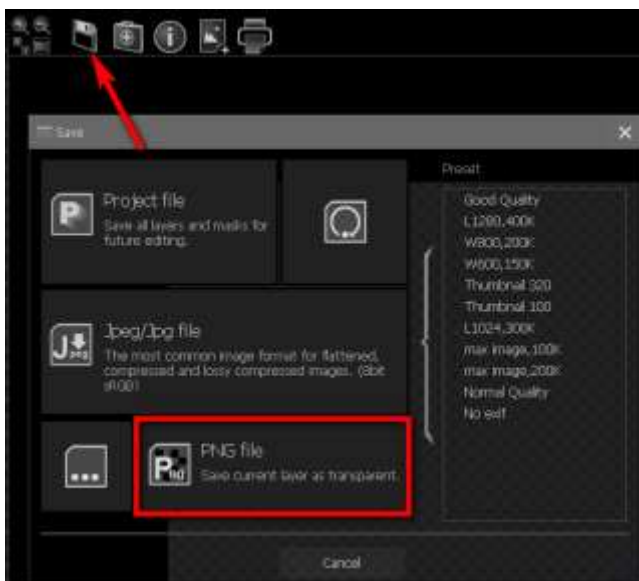 Save
Project file
Save all layers and masks for
future editing.
Jpeg/Jpg file
The most common image format for flattened,
compressed and lossy compressed images. (8bit
sRGB)
PNG file
Save current layer as transparent.
Preset:
Good Quality
L1280,400K
W800,200K
W600,150K
Thumbnail 320
Thumbnail 100
L1024,300K
max image,100K
max image,200K
Normal Quality
No exif
Cancel